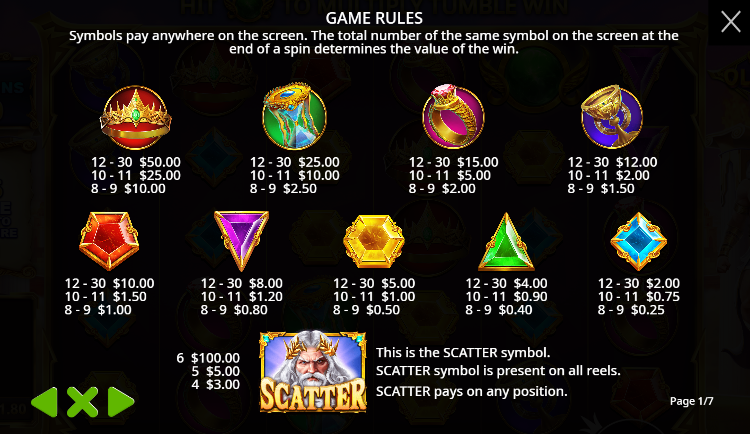 HIT TO MULTIPLY TUMBLE WIN
GAME RULES
Symbols pay anywhere on the screen. The total number of the same symbol on the screen at the
end of a spin determines the value of the win.
12 - 30 $50.00
10 - 11 $25.00
8 - 9 $10.00
12 - 30 $25.00
10 - 11 $10.00
8 - 9 $2.50
12 - 30 $15.00
10 - 11 $5.00
8 - 9 $2.00
12 - 30 $12.00
10 - 11 $2.00
8 - 9 $1.50
12 - 30 $10.00
10 - 11 $1.50
8 - 9 $1.00
12 - 30 $8.00
10 - 11 $1.20
8 - 9 $0.80
12 - 30 $5.00
10 - 11 $1.00
8 - 9 $0.50
12 - 30 $4.00
10 - 11 $0.90
8 - 9 $0.40
12 - 30 $2.00
10 - 11 $0.75
8 - 9 $0.25
6 $100.00
5 $5.00
4 $3.00
SCATTER
This is the SCATTER symbol.
SCATTER symbol is present on all reels.
SCATTER pays on any position.
Page 1/7